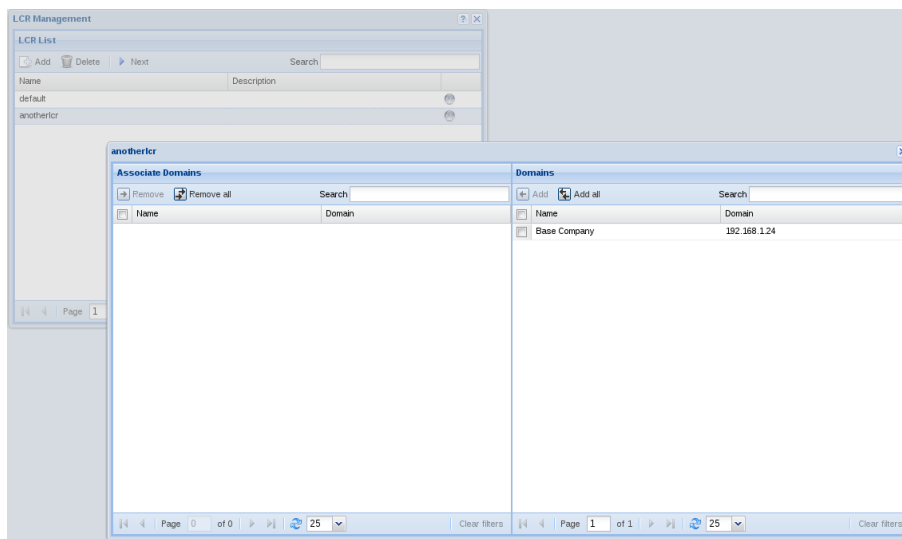 LCR Management
LCR List
Add Delete Next Search
Name Description
default
anotherlcr
Page 1
anotherlcr
Associate Domains
Remove Remove all Search
Name Domain
Page 0 of 0 25 Clear filters
Domains
Add Add all Search
Name Domain
Base Company 192.168.1.24
Page 1 of 1 25 Clear filters